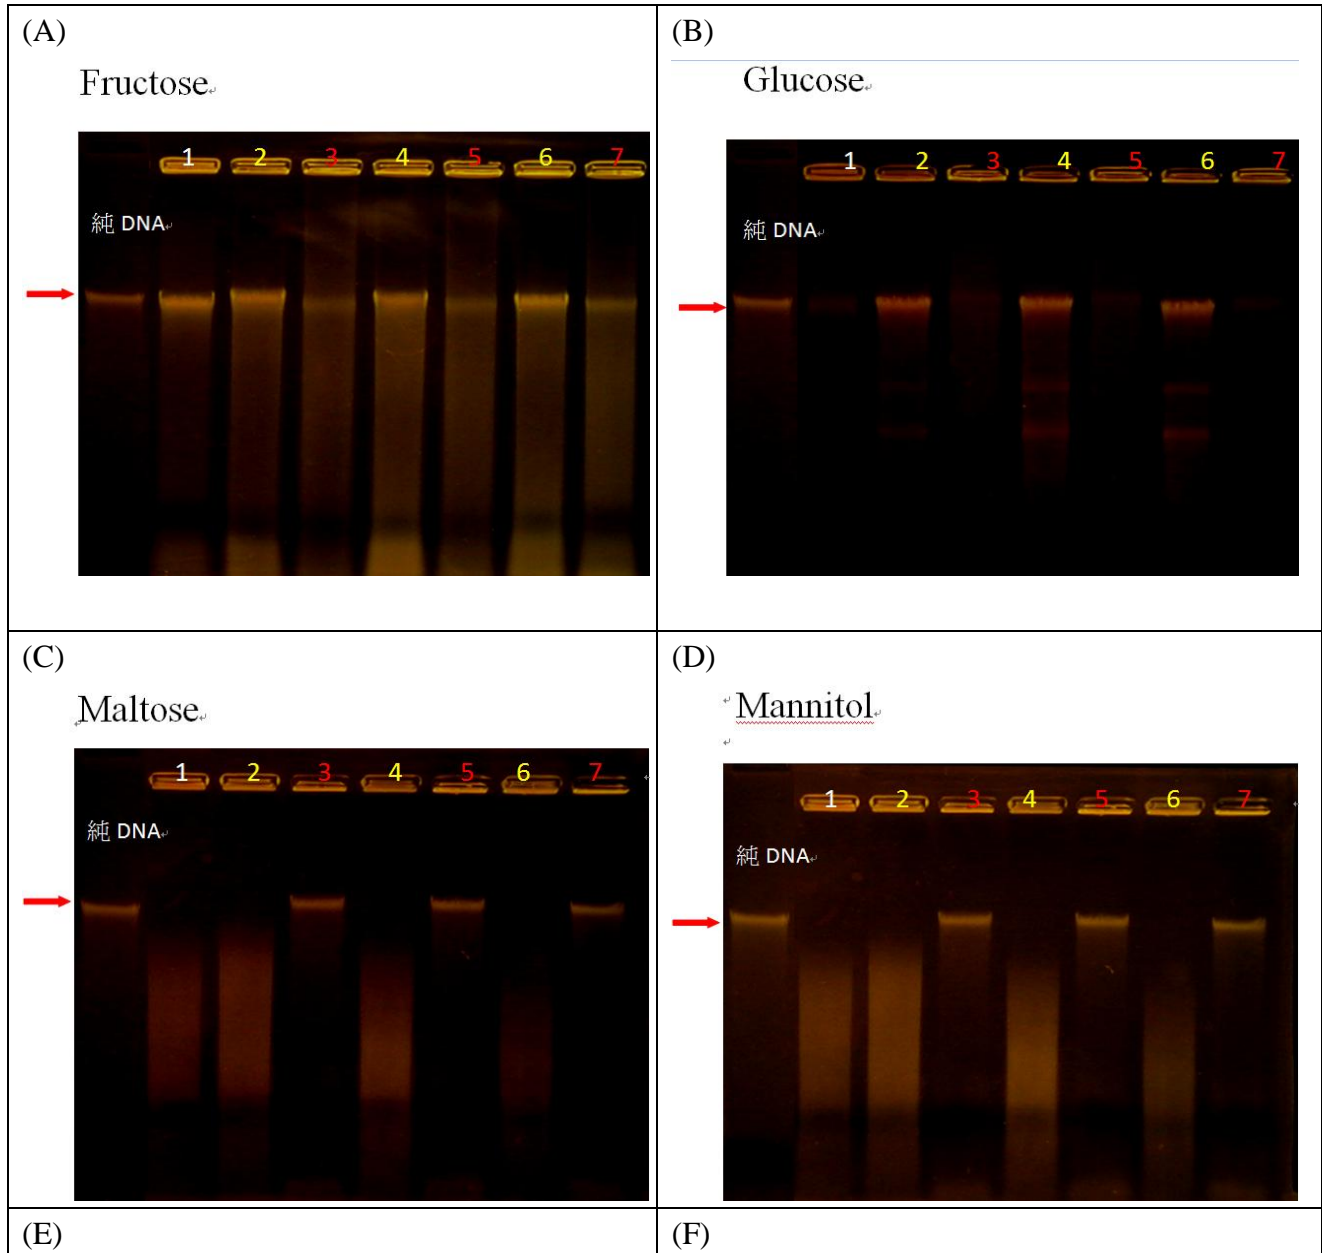 (A)
Fructose
1 2 3 4 5 6 7
純 DNA
(B)
Glucose
1 2 3 4 5 6 7
純 DNA
(C)
Maltose
1 2 3 4 5 6 7
純 DNA
(D)
Mannitol
1 2 3 4 5 6 7
純 DNA
(E)
(F)